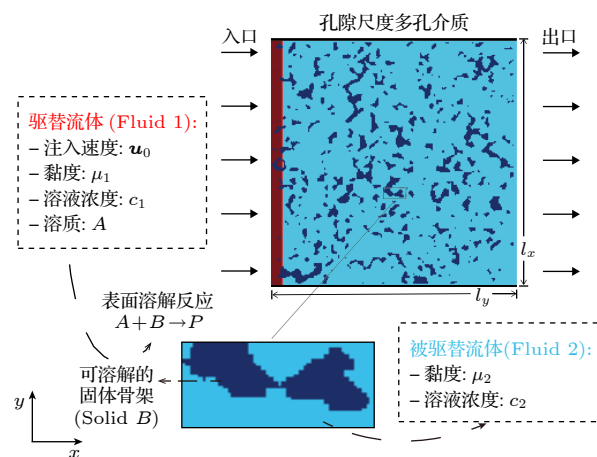 孔隙尺度多孔介质
入口
出口
驱替流体 (Fluid 1):
– 注入速度: u₀
– 黏度: μ₁
– 溶液浓度: c₁
– 溶质: A
lₓ
l_y
表面溶解反应
A+B→P
可溶解的
固体骨架
(Solid B)
被驱替流体(Fluid 2):
– 黏度: μ₂
– 溶液浓度: c₂
y
x